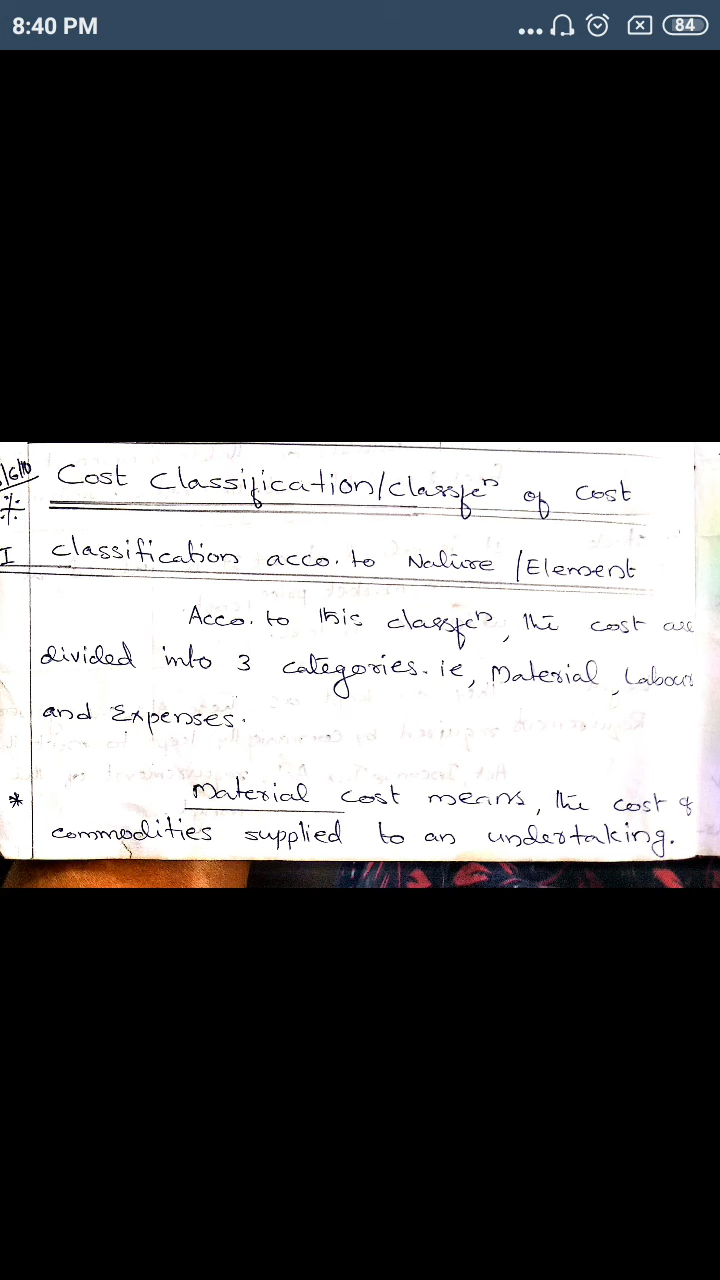 8:40 PM
84
Cost Classification/classfcn of cost
I classification acco. to Nature /Element
Acco. to this classfcn, the cost are
divided into 3 categories. ie, Material, Labour
and Expenses.
* Material cost means, the cost of
commodities supplied to an undertaking.